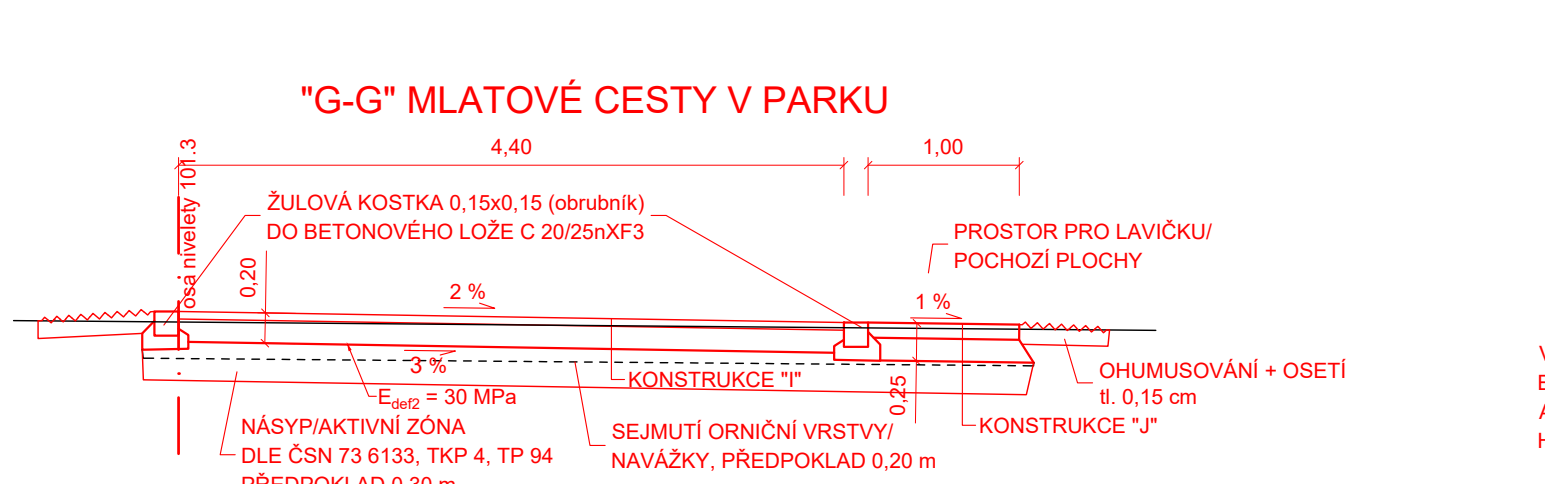 "G-G" MLATOVÉ CESTY V PARKU
4,40
1,00
osa nivelety 101.3
ŽULOVÁ KOSTKA 0,15x0,15 (obrubník)
DO BETONOVÉHO LOŽE C 20/25nXF3
PROSTOR PRO LAVIČKU/
POCHOZÍ PLOCHY
0,20
2 %
1 %
3 %
KONSTRUKCE "I"
0,25
OHUMUSOVÁNÍ + OSETÍ
tl. 0,15 cm
Edef2 = 30 MPa
NÁSYP/AKTIVNÍ ZÓNA
DLE ČSN 73 6133, TKP 4, TP 94
PŘEDPOKLAD 0,30 m
SEJMUTÍ ORNIČNÍ VRSTVY/
NAVÁŽKY, PŘEDPOKLAD 0,20 m
KONSTRUKCE "J"